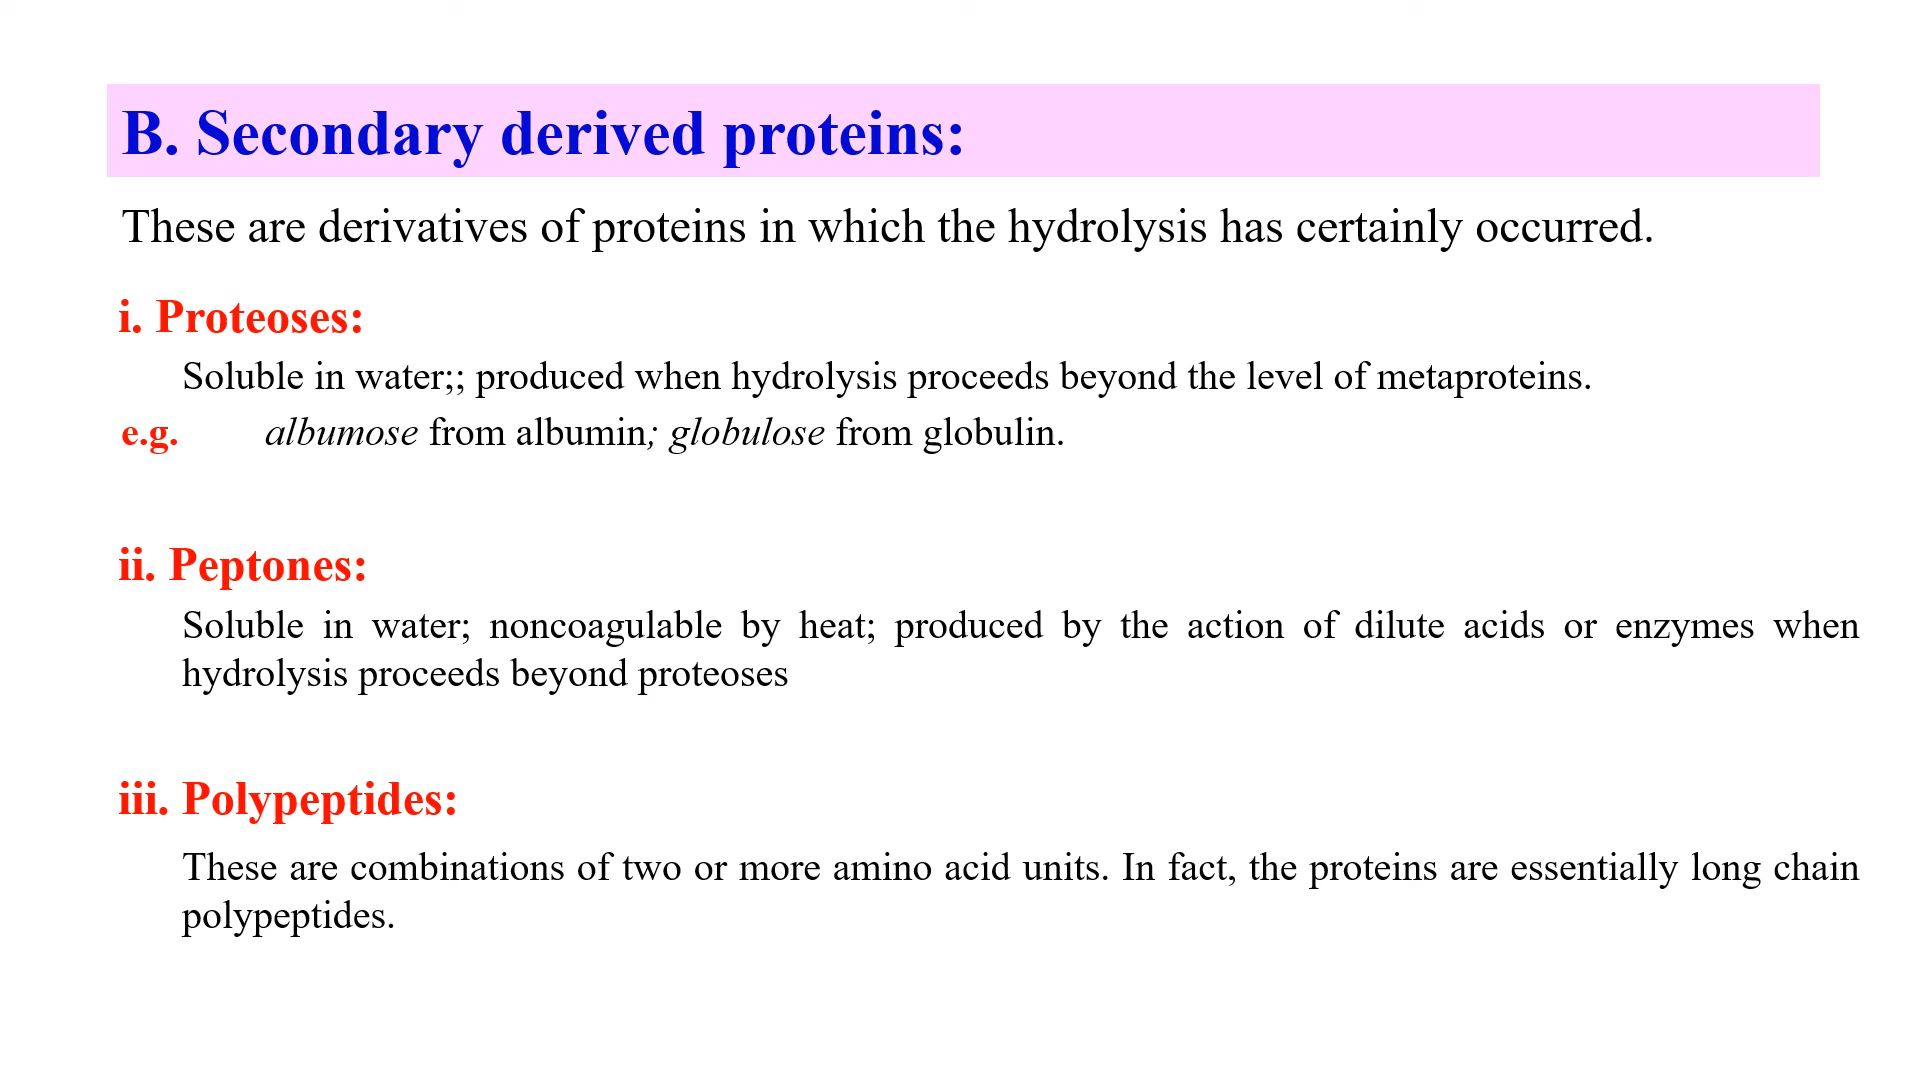 B. Secondary derived proteins:
These are derivatives of proteins in which the hydrolysis has certainly occurred.
i. Proteoses:
Soluble in water;; produced when hydrolysis proceeds beyond the level of metaproteins.
e.g. albumose from albumin; globulose from globulin.
ii. Peptones:
Soluble in water; noncoagulable by heat; produced by the action of dilute acids or enzymes when
hydrolysis proceeds beyond proteoses
iii. Polypeptides:
These are combinations of two or more amino acid units. In fact, the proteins are essentially long chain
polypeptides.